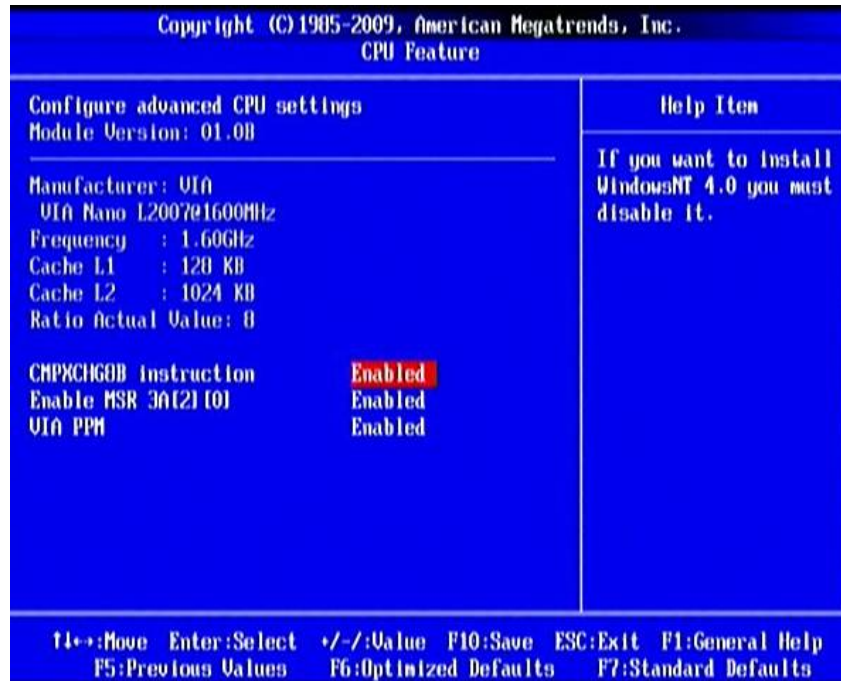 Copyright (C)1985-2009, American Megatrends, Inc.
CPU Feature
Configure advanced CPU settings
Module Version: 01.0B
Manufacturer: VIA
VIA Nano L2007@1600MHz
Frequency : 1.60GHz
Cache L1 : 128 KB
Cache L2 : 1024 KB
Ratio Actual Value: 8
CMPXCHG8B instruction Enabled
Enable MSR 3A[2][0] Enabled
VIA PPM Enabled
Help Item
If you want to install
WindowsNT 4.0 you must
disable it.
↑↓←→:Move Enter:Select +/-/:Value F10:Save ESC:Exit F1:General Help
F5:Previous Values F6:Optimized Defaults F7:Standard Defaults